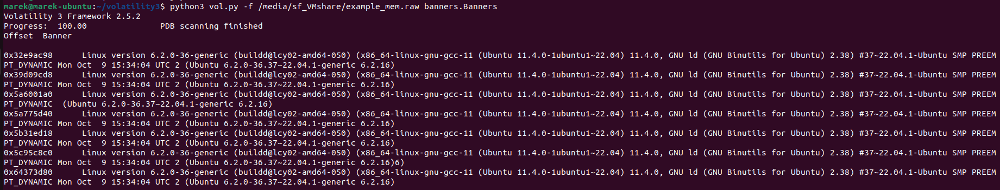 marek@marek-ubuntu:~/volatility3$ python3 vol.py -f /media/sf_VMshare/example_mem.raw banners.Banners
Volatility 3 Framework 2.5.2
Progress:  100.00               PDB scanning finished
Offset  Banner

0x32e9ac98      Linux version 6.2.0-36-generic (buildd@lcy02-amd64-050) (x86_64-linux-gnu-gcc-11 (Ubuntu 11.4.0-1ubuntu1~22.04) 11.4.0, GNU ld (GNU Binutils for Ubuntu) 2.38) #37~22.04.1-Ubuntu SMP PREEM
PT_DYNAMIC Mon Oct  9 15:34:04 UTC 2 (Ubuntu 6.2.0-36.37~22.04.1-generic 6.2.16)
0x39d09cd8      Linux version 6.2.0-36-generic (buildd@lcy02-amd64-050) (x86_64-linux-gnu-gcc-11 (Ubuntu 11.4.0-1ubuntu1~22.04) 11.4.0, GNU ld (GNU Binutils for Ubuntu) 2.38) #37~22.04.1-Ubuntu SMP PREEM
PT_DYNAMIC Mon Oct  9 15:34:04 UTC 2 (Ubuntu 6.2.0-36.37~22.04.1-generic 6.2.16)
0x5a6001a0      Linux version 6.2.0-36-generic (buildd@lcy02-amd64-050) (x86_64-linux-gnu-gcc-11 (Ubuntu 11.4.0-1ubuntu1~22.04) 11.4.0, GNU ld (GNU Binutils for Ubuntu) 2.38) #37~22.04.1-Ubuntu SMP PREEM
PT_DYNAMIC  (Ubuntu 6.2.0-36.37~22.04.1-generic 6.2.16)
0x5a775d40      Linux version 6.2.0-36-generic (buildd@lcy02-amd64-050) (x86_64-linux-gnu-gcc-11 (Ubuntu 11.4.0-1ubuntu1~22.04) 11.4.0, GNU ld (GNU Binutils for Ubuntu) 2.38) #37~22.04.1-Ubuntu SMP PREEM
PT_DYNAMIC Mon Oct  9 15:34:04 UTC 2 (Ubuntu 6.2.0-36.37~22.04.1-generic 6.2.16)
0x5b31ed18      Linux version 6.2.0-36-generic (buildd@lcy02-amd64-050) (x86_64-linux-gnu-gcc-11 (Ubuntu 11.4.0-1ubuntu1~22.04) 11.4.0, GNU ld (GNU Binutils for Ubuntu) 2.38) #37~22.04.1-Ubuntu SMP PREEM
PT_DYNAMIC Mon Oct  9 15:34:04 UTC 2 (Ubuntu 6.2.0-36.37~22.04.1-generic 6.2.16)
0x5c95c8c0      Linux version 6.2.0-36-generic (buildd@lcy02-amd64-050) (x86_64-linux-gnu-gcc-11 (Ubuntu 11.4.0-1ubuntu1~22.04) 11.4.0, GNU ld (GNU Binutils for Ubuntu) 2.38) #37~22.04.1-Ubuntu SMP PREEM
PT_DYNAMIC Mon Oct  9 15:34:04 UTC 2 (Ubuntu 6.2.0-36.37~22.04.1-generic 6.2.16)6)
0x64373d80      Linux version 6.2.0-36-generic (buildd@lcy02-amd64-050) (x86_64-linux-gnu-gcc-11 (Ubuntu 11.4.0-1ubuntu1~22.04) 11.4.0, GNU ld (GNU Binutils for Ubuntu) 2.38) #37~22.04.1-Ubuntu SMP PREEM
PT_DYNAMIC Mon Oct  9 15:34:04 UTC 2 (Ubuntu 6.2.0-36.37~22.04.1-generic 6.2.16)